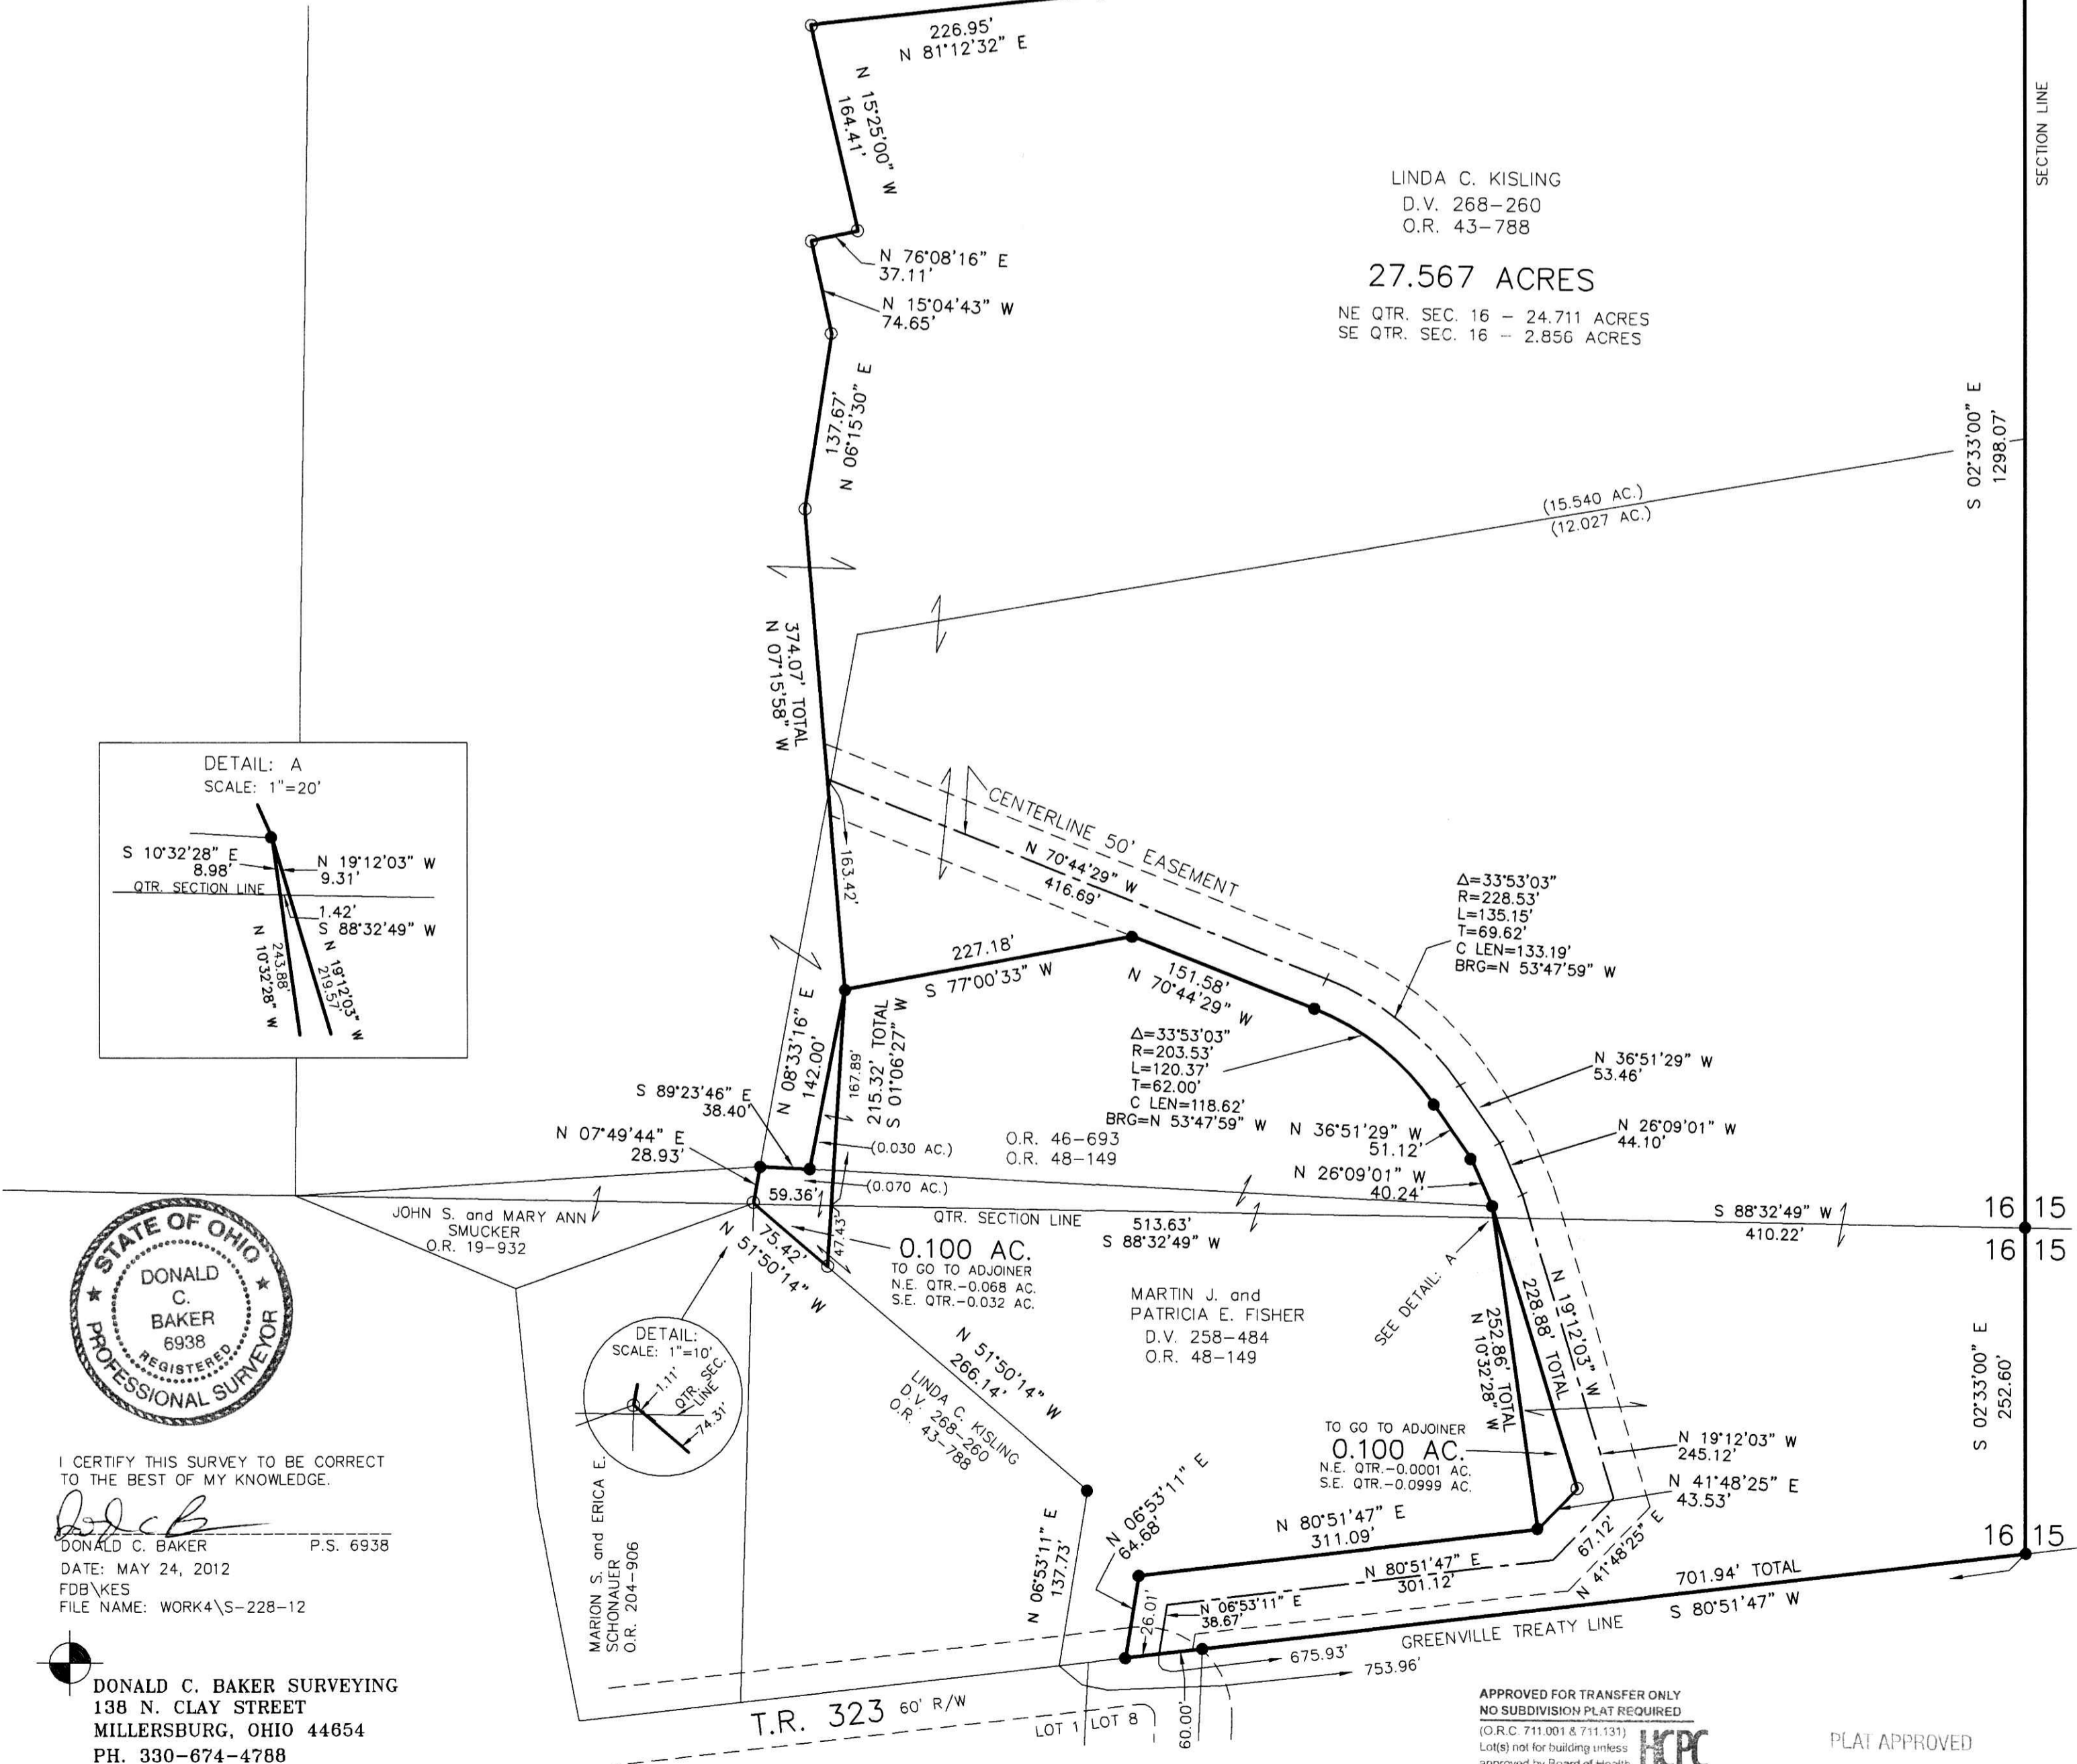 226.95'
N 81°12'32" E
N 15°25'00" W
164.41'
SECTION LINE
LINDA C. KISLING
D.V. 268-260
O.R. 43-788
27.567 ACRES
NE QTR. SEC. 16 - 24.711 ACRES
SE QTR. SEC. 16 - 2.856 ACRES
N 76°08'16" E
37.11'
N 15°04'43" W
74.65'
137.67'
N 06°15'30" E
S 02°33'00" E
1298.07'
(15.540 AC.)
(12.027 AC.)
374.07' TOTAL
N 07°15'58" W
DETAIL: A
SCALE: 1"=20'
S 10°32'28" E
8.98'
N 19°12'03" W
9.31'
QTR. SECTION LINE
1.42'
S 88°32'49" W
243.88'
N 10°32'28" W
N 19°12'03" W
219.57'
CENTERLINE 50' EASEMENT
N 70°44'29" W
416.69'
163.42'
Δ=33°53'03"
R=228.53'
L=135.15'
T=69.62'
C LEN=133.19'
BRG=N 53°47'59" W
227.18'
S 77°00'33" W
151.58'
N 70°44'29" W
Δ=33°53'03"
R=203.53'
L=120.37'
T=62.00'
C LEN=118.62'
BRG=N 53°47'59" W
N 08°33'16" E
142.00'
167.89'
215.32' TOTAL
S 01°06'27" W
N 36°51'29" W
53.46'
S 89°23'46" E
38.40'
N 07°49'44" E
28.93'
(0.030 AC.)
O.R. 46-693
O.R. 48-149
N 36°51'29" W
51.12'
N 26°09'01" W
44.10'
N 26°09'01" W
40.24'
(0.070 AC.)
59.36'
JOHN S. and MARY ANN
SMUCKER
O.R. 19-932
QTR. SECTION LINE
513.63'
S 88°32'49" W
S 88°32'49" W
410.22'
16 15
16 15
75.42'
N 51°50'14" W
47.43'
0.100 AC.
TO GO TO ADJOINER
N.E. QTR.-0.068 AC.
S.E. QTR.-0.032 AC.
MARTIN J. and
PATRICIA E. FISHER
D.V. 258-484
O.R. 48-149
SEE DETAIL: A
N 19°12'03" W
228.88' TOTAL
252.86' TOTAL
N 10°32'28" W
STATE OF OHIO
DONALD
C.
BAKER
6938
REGISTERED
PROFESSIONAL SURVEYOR
DETAIL:
SCALE: 1"=10'
1.11'
QTR. SEC.
LINE
74.31'
N 51°50'14" W
266.14'
LINDA C. KISLING
D.V. 268-260
O.R. 43-788
S 02°33'00" E
252.60'
TO GO TO ADJOINER
0.100 AC.
N.E. QTR.-0.0001 AC.
S.E. QTR.-0.0999 AC.
N 19°12'03" W
245.12'
N 41°48'25" E
43.53'
I CERTIFY THIS SURVEY TO BE CORRECT
TO THE BEST OF MY KNOWLEDGE.
DONALD C. BAKER P.S. 6938
DATE: MAY 24, 2012
FDB\KES
FILE NAME: WORK4\S-228-12
MARION S. and ERICA E.
SCHONAUER
O.R. 204-906
N 06°53'11" E
137.73'
N 06°53'11" E
64.68'
N 80°51'47" E
311.09'
N 80°51'47" E
301.12'
67.12'
N 41°48'25" E
16 15
701.94' TOTAL
S 80°51'47" W
N 06°53'11" E
38.67'
26.01'
GREENVILLE TREATY LINE
675.93'
753.96'
60.00'
T.R. 323 60' R/W
LOT 1 LOT 8
DONALD C. BAKER SURVEYING
138 N. CLAY STREET
MILLERSBURG, OHIO 44654
PH. 330-674-4788
APPROVED FOR TRANSFER ONLY
NO SUBDIVISION PLAT REQUIRED
(O.R.C. 711.001 & 711.131)
Lot(s) not for building unless
approved by Board of Health
HCPC
PLAT APPROVED